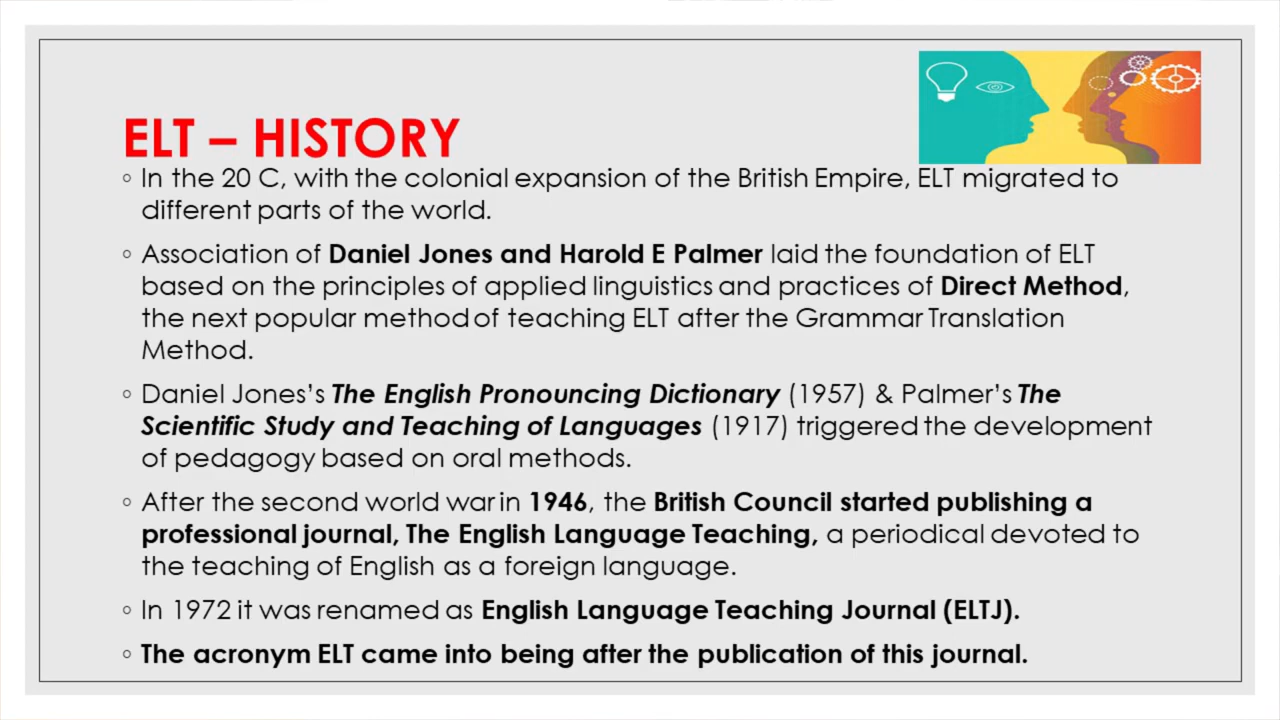 ELT – HISTORY
◦ In the 20 C, with the colonial expansion of the British Empire, ELT migrated to
different parts of the world.
◦ Association of Daniel Jones and Harold E Palmer laid the foundation of ELT
based on the principles of applied linguistics and practices of Direct Method,
the next popular method of teaching ELT after the Grammar Translation
Method.
◦ Daniel Jones’s The English Pronouncing Dictionary (1957) & Palmer’s The
Scientific Study and Teaching of Languages (1917) triggered the development
of pedagogy based on oral methods.
◦ After the second world war in 1946, the British Council started publishing a
professional journal, The English Language Teaching, a periodical devoted to
the teaching of English as a foreign language.
◦ In 1972 it was renamed as English Language Teaching Journal (ELTJ).
◦ The acronym ELT came into being after the publication of this journal.